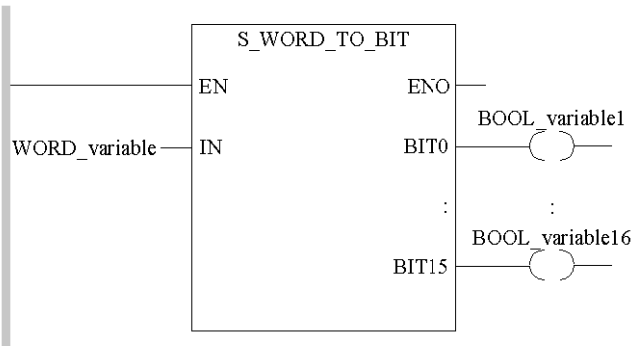 S_WORD_TO_BIT
EN ENO
BOOL_variable1
WORD_variable IN BIT0
: :
BOOL_variable16
BIT15